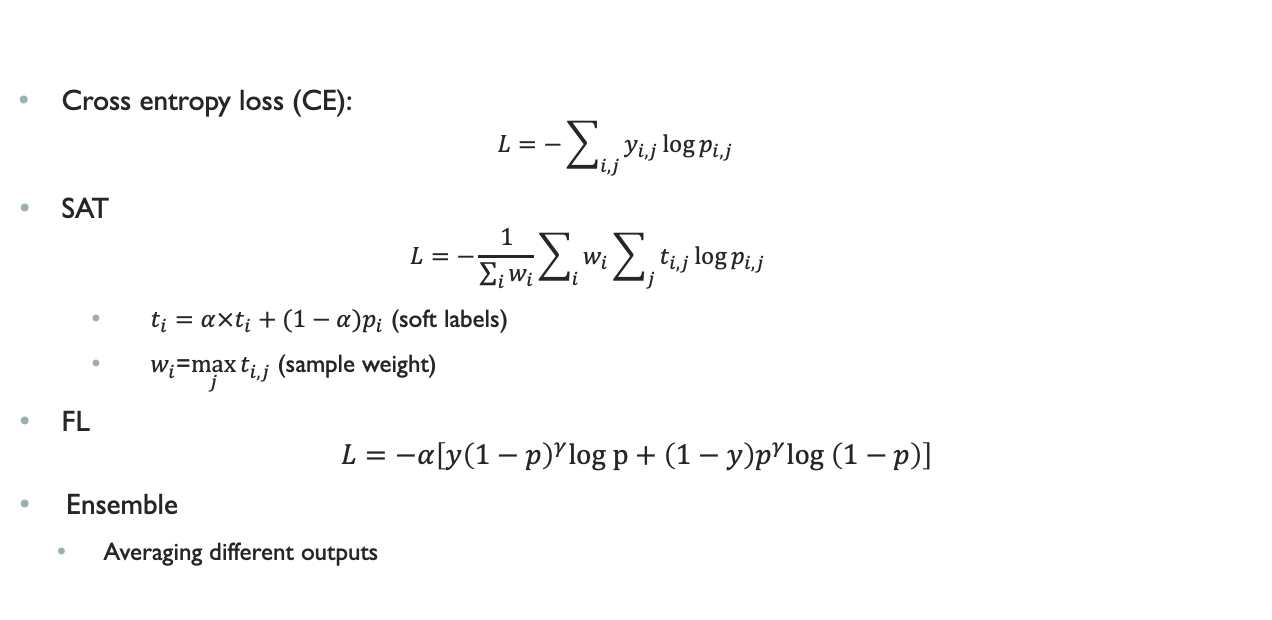 • Cross entropy loss (CE):
L = −∑_{i,j} y_{i,j} log p_{i,j}
• SAT
L = −\frac{1}{∑_i w_i} ∑_i w_i ∑_j t_{i,j} log p_{i,j}
• t_i = α×t_i + (1 − α)p_i (soft labels)
• w_i=max_j t_{i,j} (sample weight)
• FL
L = −α[y(1 − p)^γ log p + (1 − y)p^γ log (1 − p)]
• Ensemble
• Averaging different outputs